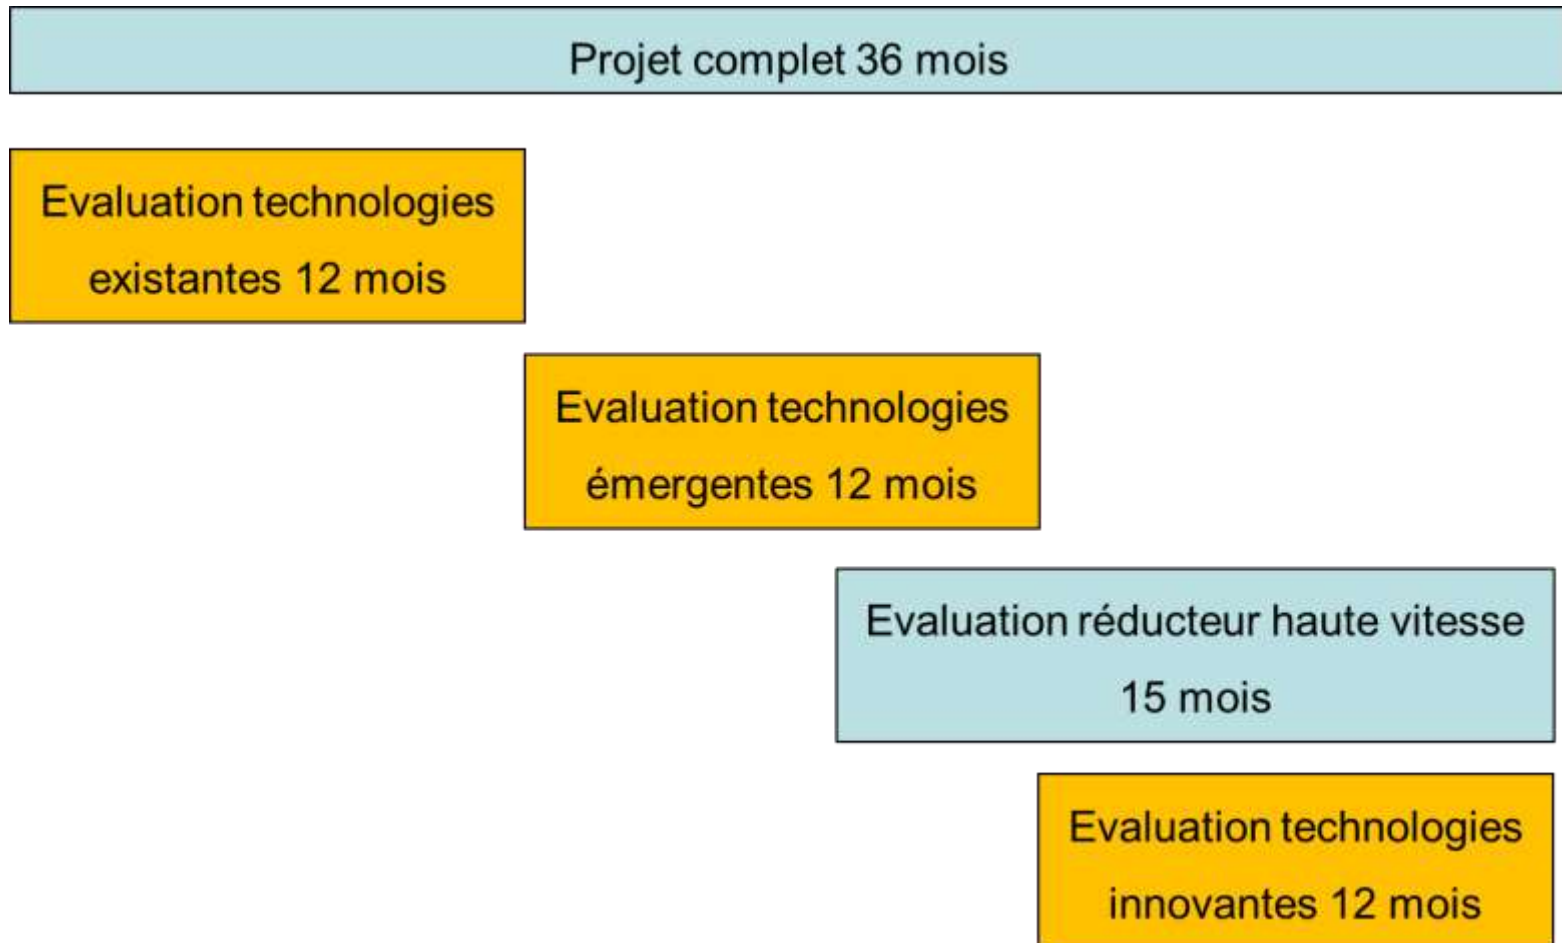 Projet complet 36 mois
Evaluation technologies
existantes 12 mois
Evaluation technologies
émergentes 12 mois
Evaluation réducteur haute vitesse
15 mois
Evaluation technologies
innovantes 12 mois